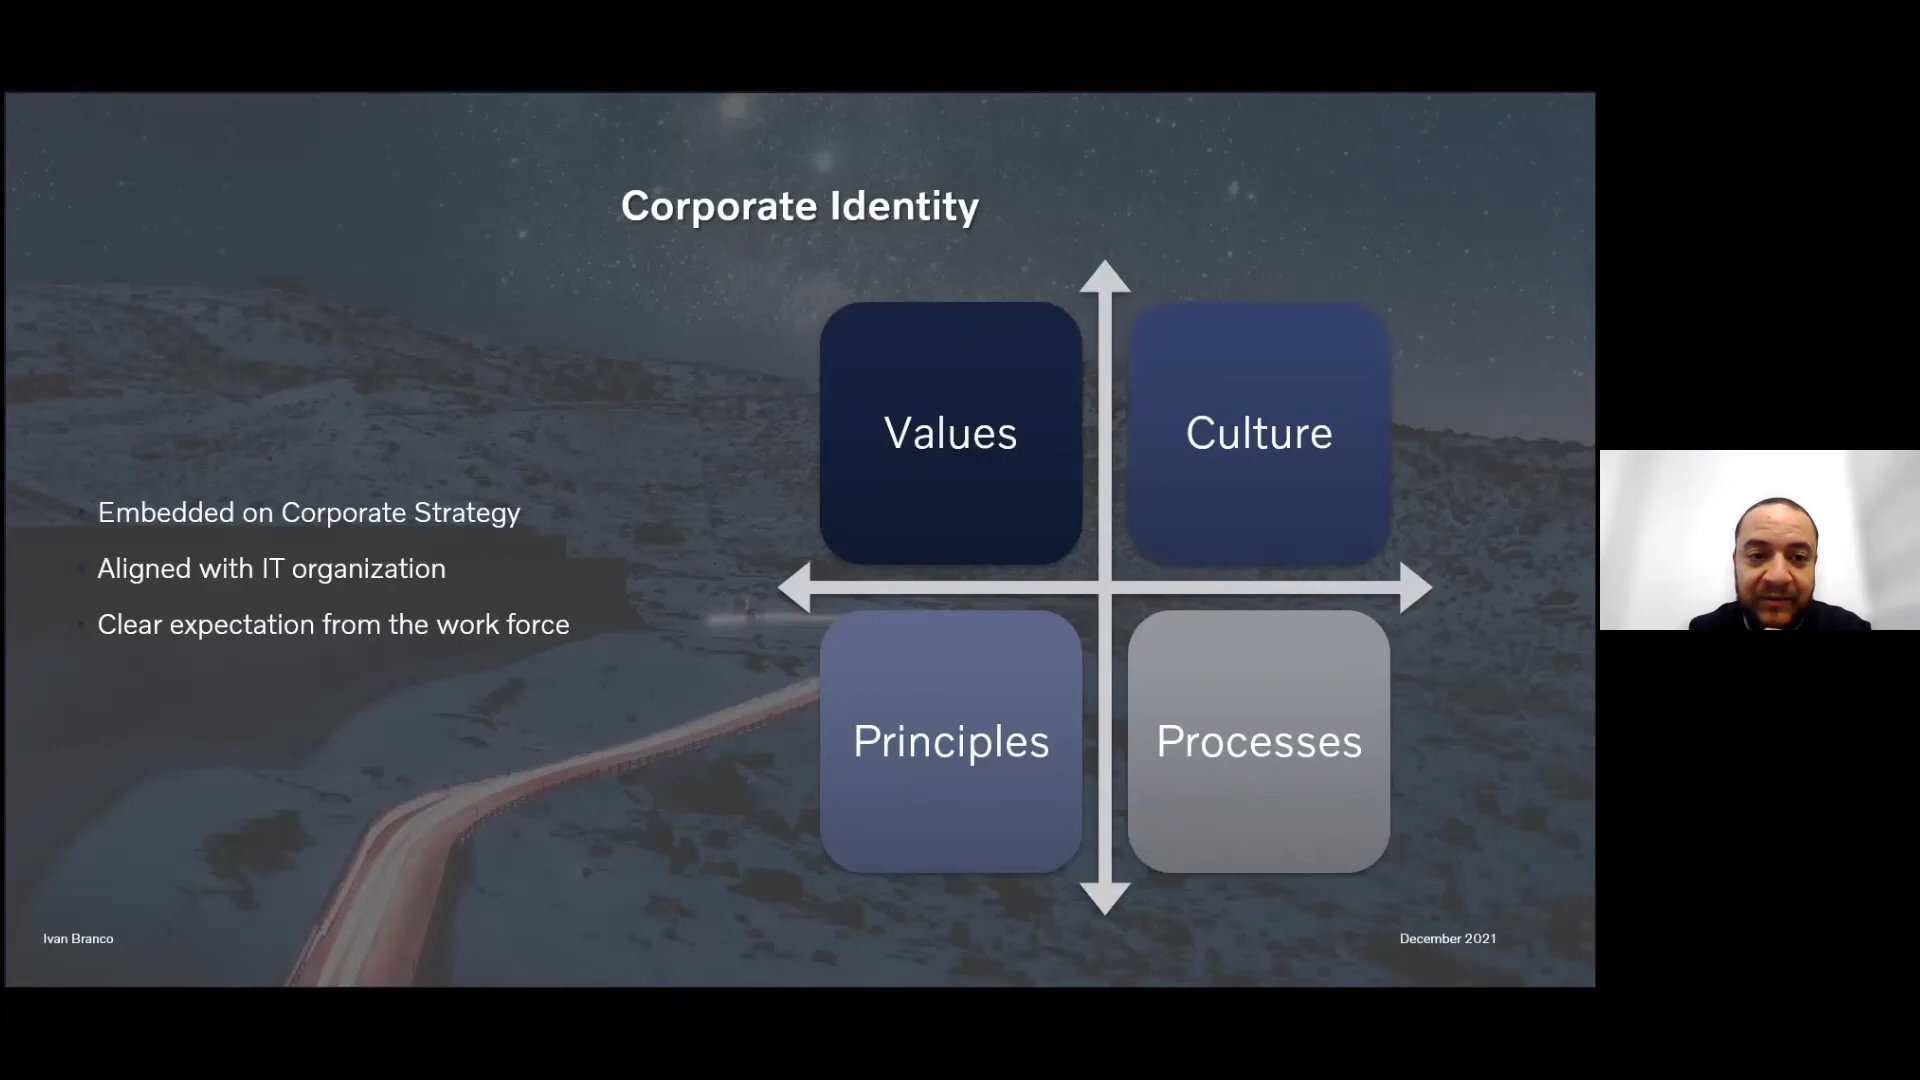 Corporate Identity
Embedded on Corporate Strategy
Aligned with IT organization
Clear expectation from the work force
Values
Culture
Principles
Processes
Ivan Branco
December 2021